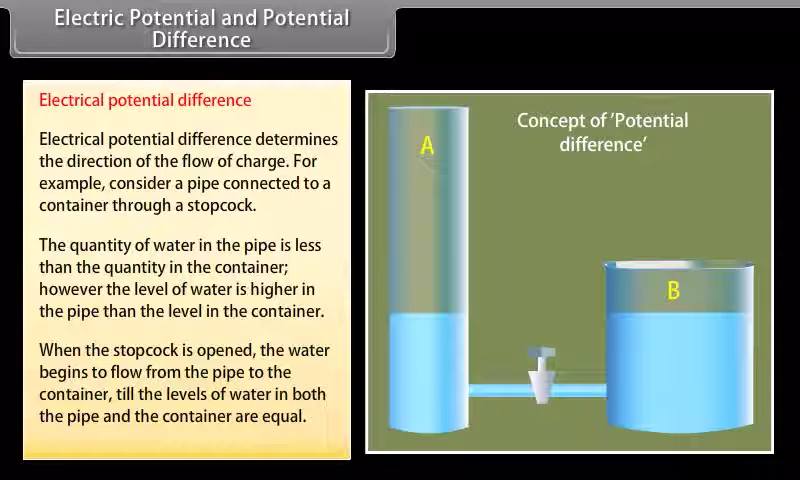 Electric Potential and Potential
Difference
Electrical potential difference
Electrical potential difference determines
the direction of the flow of charge. For
example, consider a pipe connected to a
container through a stopcock.
The quantity of water in the pipe is less
than the quantity in the container;
however the level of water is higher in
the pipe than the level in the container.
When the stopcock is opened, the water
begins to flow from the pipe to the
container, till the levels of water in both
the pipe and the container are equal.
Concept of ‘Potential
difference’
A
B